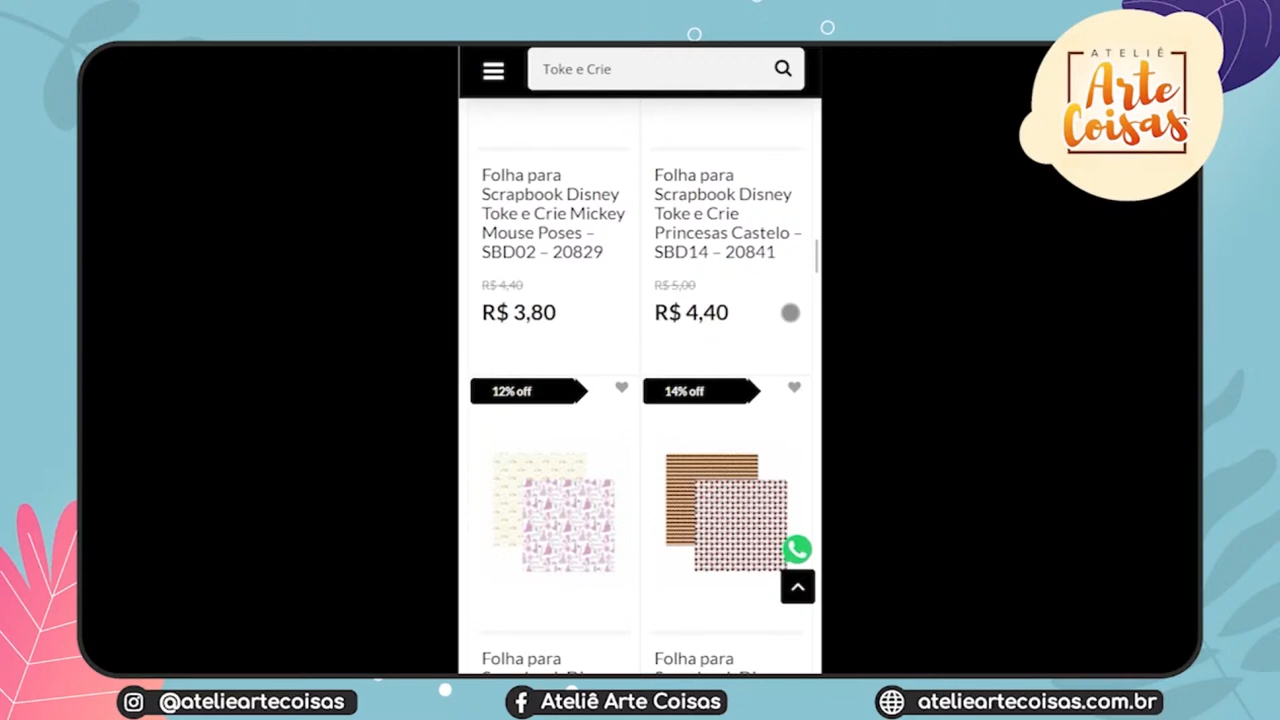 Toke e Crie
ATELIÊ
Arte
Coisas
Folha para
Scrapbook Disney
Toke e Crie Mickey
Mouse Poses –
SBD02 – 20829
R$ 4,40
R$ 3,80
Folha para
Scrapbook Disney
Toke e Crie
Princesas Castelo –
SBD14 – 20841
R$ 5,00
R$ 4,40
12% off
14% off
Folha para
Folha para
@atelieartecoisas
Ateliê Arte Coisas
atelieartecoisas.com.br